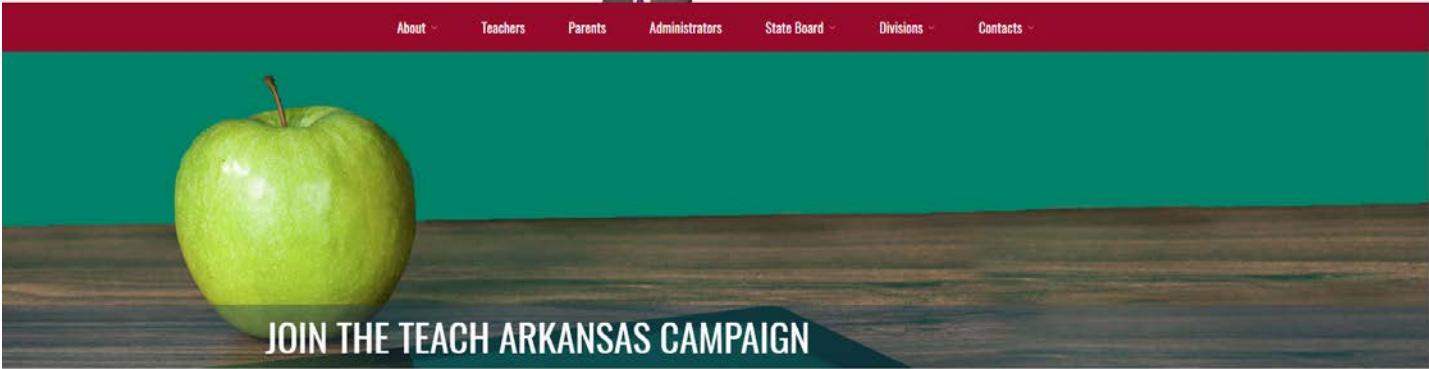 About Teachers Parents Administrators State Board Divisions Contacts
JOIN THE TEACH ARKANSAS CAMPAIGN